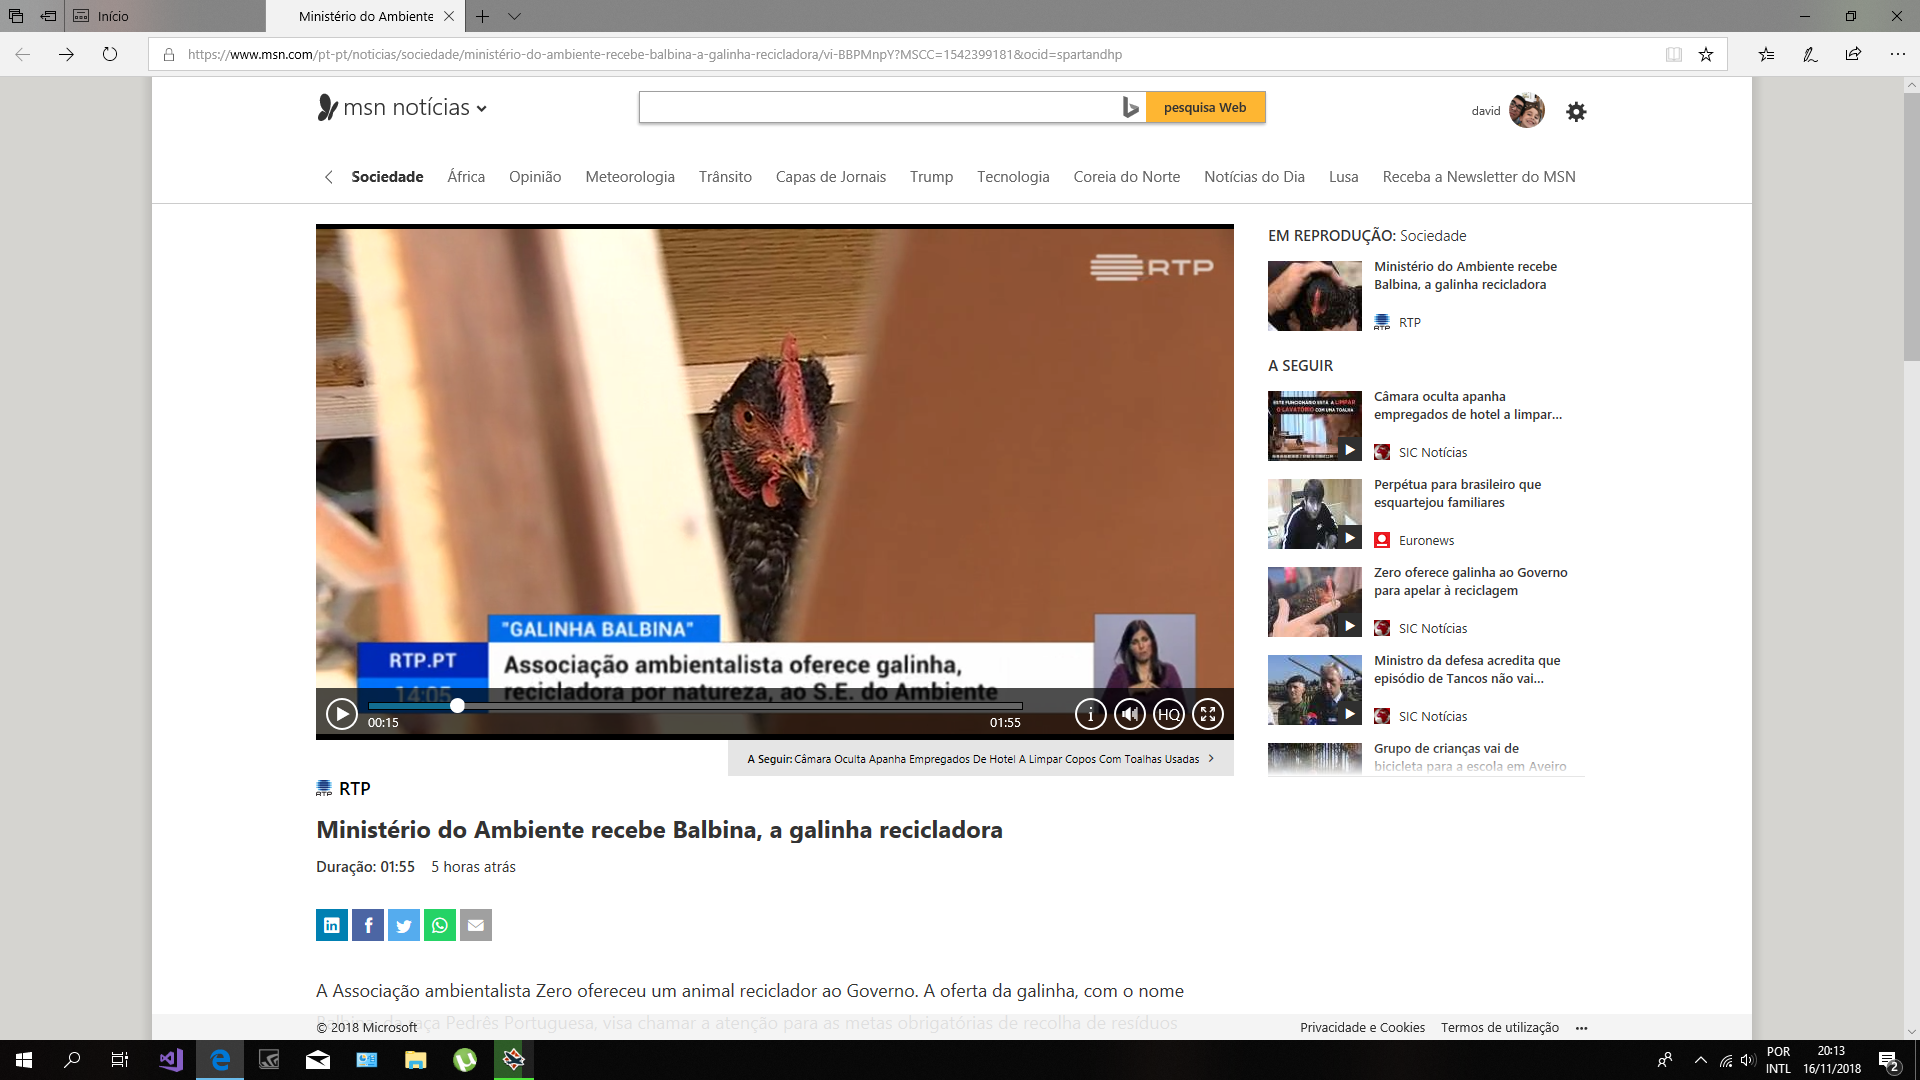 Início
Ministério do Ambiente
https://www.msn.com/pt-pt/noticias/sociedade/ministério-do-ambiente-recebe-balbina-a-galinha-recicladora/vi-BBPMnpY?MSCC=1542399181&ocid=spartandhp
msn notícias
pesquisa Web
david
Sociedade África Opinião Meteorologia Trânsito Capas de Jornais Trump Tecnologia Coreia do Norte Notícias do Dia Lusa Receba a Newsletter do MSN
RTP
"GALINHA BALBINA"
RTP.PT
Associação ambientalista oferece galinha,
14:05
recicladora por natureza, ao S.E. do Ambiente
00:15
01:55
i
HQ
A Seguir: Câmara Oculta Apanha Empregados De Hotel A Limpar Copos Com Toalhas Usadas
EM REPRODUÇÃO: Sociedade
Ministério do Ambiente recebe
Balbina, a galinha recicladora
RTP
A SEGUIR
ESTE FUNCIONÁRIO ESTÁ A LIMPAR
O LAVATÓRIO COM UMA TOALHA
Câmara oculta apanha
empregados de hotel a limpar...
SIC Notícias
Perpétua para brasileiro que
esquartejou familiares
Euronews
Zero oferece galinha ao Governo
para apelar à reciclagem
SIC Notícias
Ministro da defesa acredita que
episódio de Tancos não vai...
SIC Notícias
Grupo de crianças vai de
bicicleta para a escola em Aveiro
RTP
Ministério do Ambiente recebe Balbina, a galinha recicladora
Duração: 01:55 5 horas atrás
A Associação ambientalista Zero ofereceu um animal reciclador ao Governo. A oferta da galinha, com o nome
Balbina, da raça Pedrês Portuguesa, visa chamar a atenção para as metas obrigatórias de recolha de resíduos
© 2018 Microsoft
Privacidade e Cookies Termos de utilização
POR
INTL
20:13
16/11/2018
2